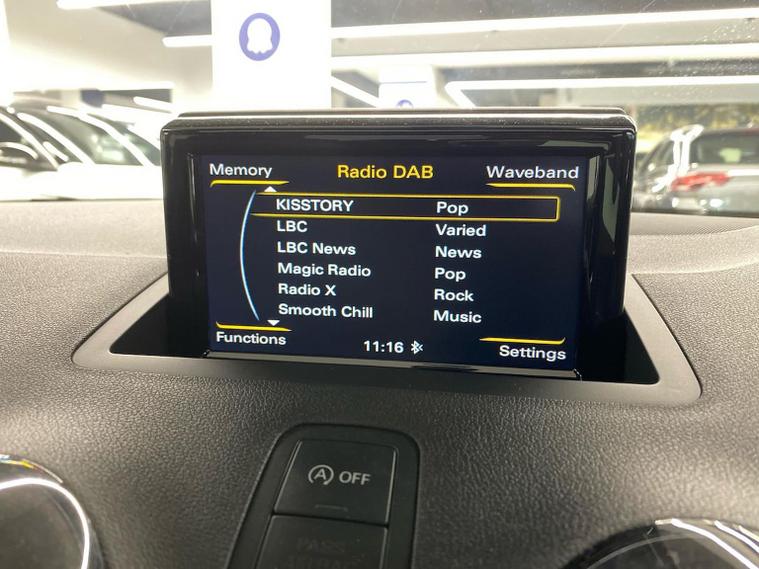 Memory Radio DAB Waveband
KISSTORY Pop
LBC Varied
LBC News News
Magic Radio Pop
Radio X Rock
Smooth Chill Music
Functions 11:16 Settings
A OFF
PASS